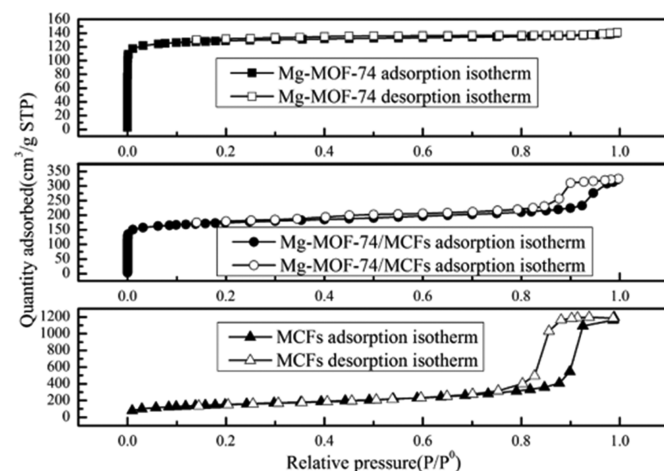 Quantity adsorbed(cm³/g STP)
160
140
120
100
80
60
40
20
0
Mg-MOF-74 adsorption isotherm
Mg-MOF-74 desorption isotherm
0.0 0.2 0.4 0.6 0.8 1.0
350
300
250
200
150
100
50
0
Mg-MOF-74/MCFs adsorption isotherm
Mg-MOF-74/MCFs adsorption isotherm
0.0 0.2 0.4 0.6 0.8 1.0
1200
1000
800
600
400
200
0
MCFs adsorption isotherm
MCFs desorption isotherm
0.0 0.2 0.4 0.6 0.8 1.0
Relative pressure(P/P⁰)